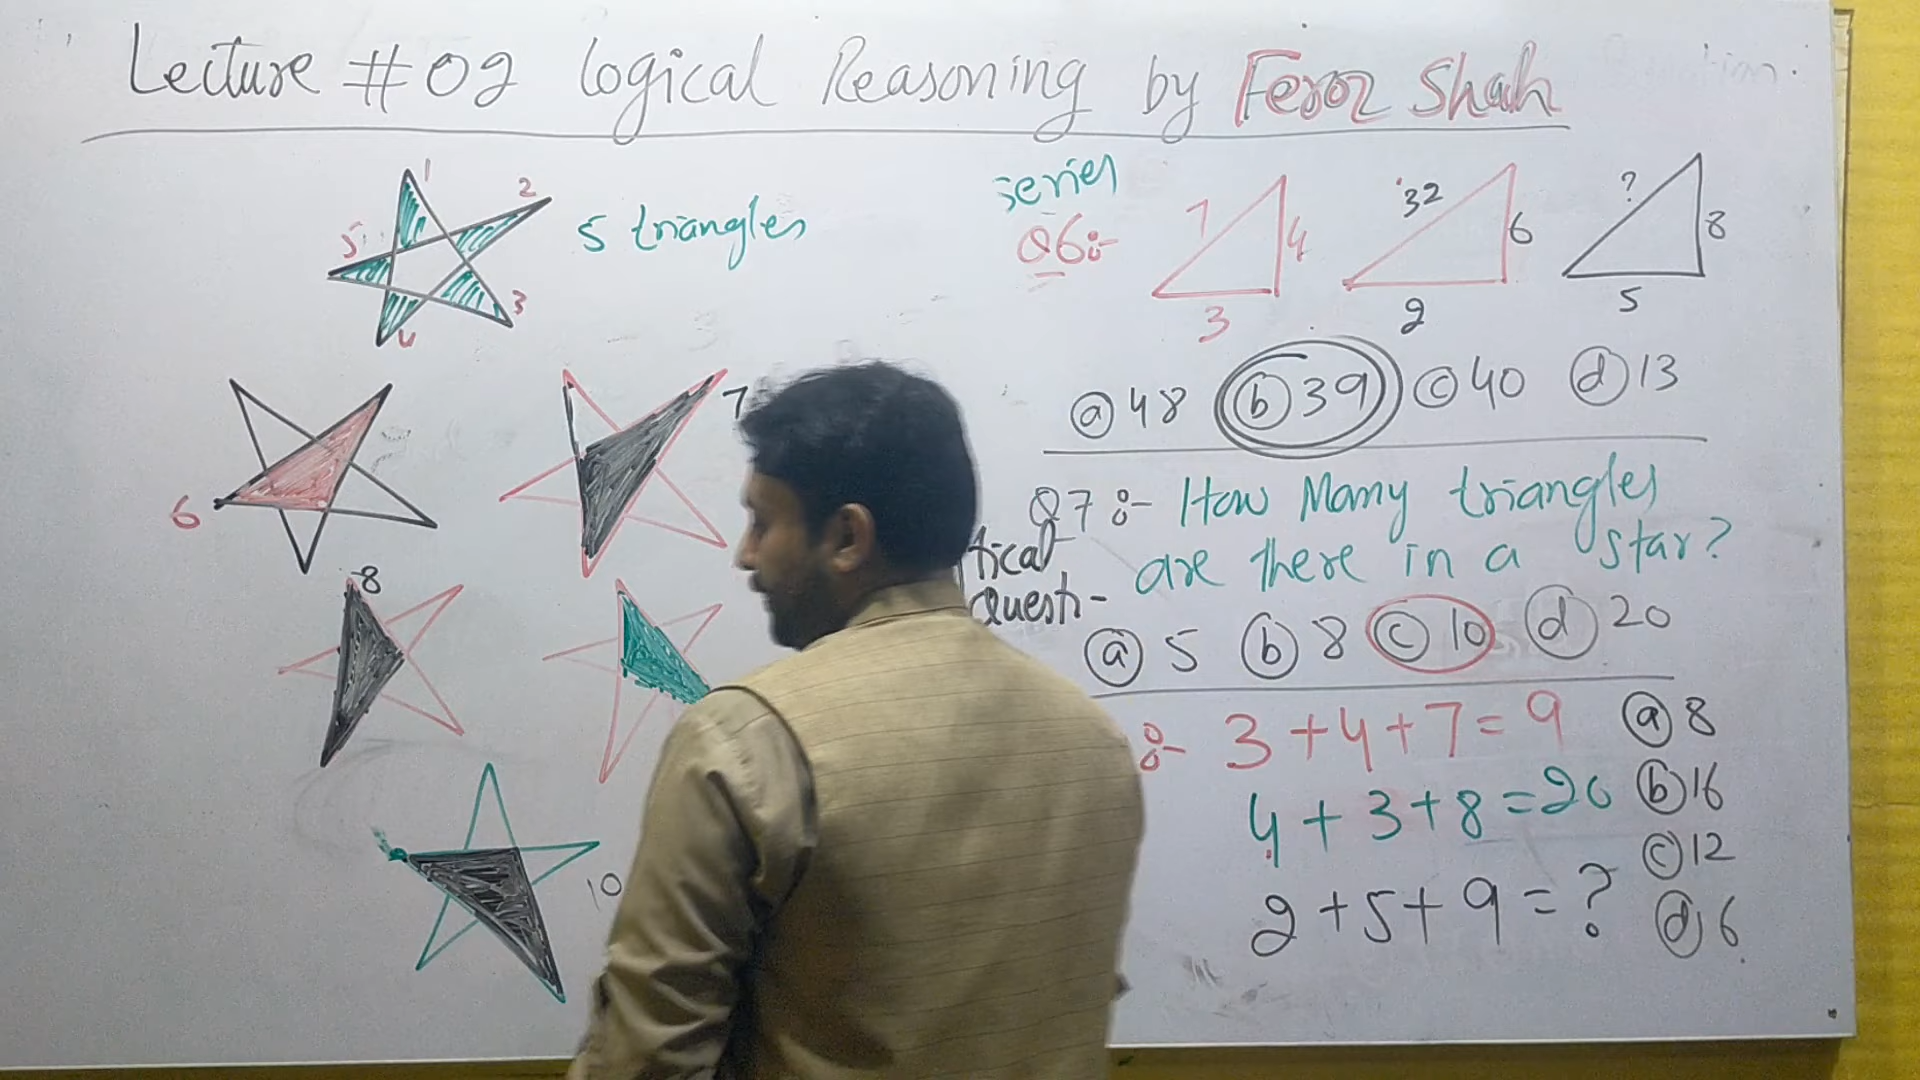 Lecture #02 Logical Reasoning by Feroz Shah
1
2
3
4
5
5 triangles
6
7
8
10
series
Q6:-
7 4 3
32 6 2
? 8 5
a 48 b 39 c 40 d 13
Q7:- How Many triangles
are there in a star?
tical
Questi-
a 5 b 8 c 10 d 20
:- 3+4+7=9
4+3+8=20
2+5+9=?
a 8
b 16
c 12
d 6